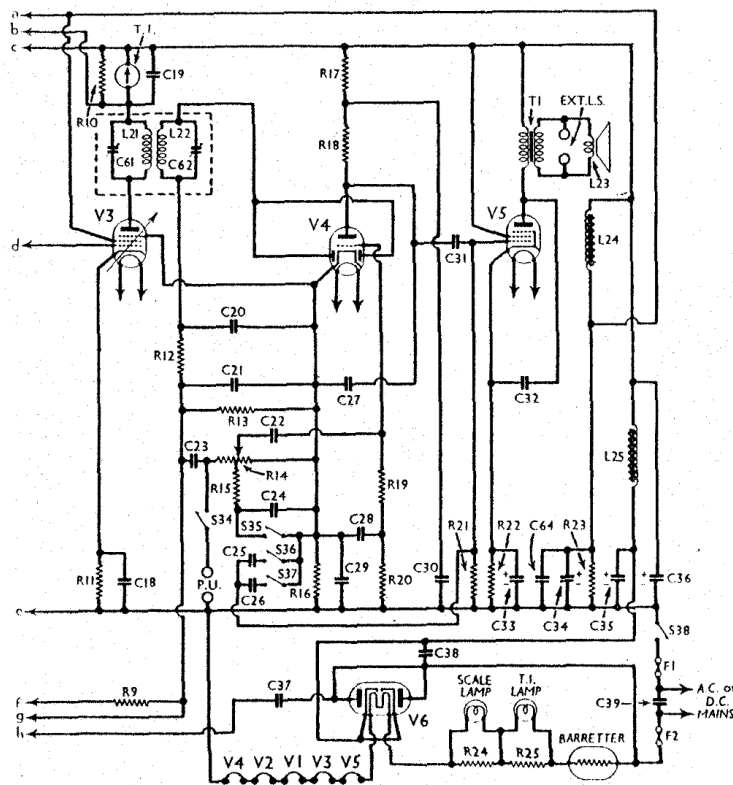 a
b
c
T.I.
C19
R10
R17
L21
L22
C61
C62
R18
T1
EXT.L.S.
L23
V3
V4
V5
d
C31
L24
C20
R12
C21
C27
C32
R13
C22
C23
R14
L25
R15
C24
R19
S34
S35
C28
R21
R22
C64
R23
C25
S36
S37
C26
R16
C29
R20
C30
C36
R11
C18
P.U.
C33
C34
C35
e
S38
C38
F1
SCALE
LAMP
T.I.
LAMP
A.C. or
D.C.
MAINS
C39
R9
f
g
h
C37
V6
F2
R24
R25
BARRETTER
V4 V2 V1 V3 V5